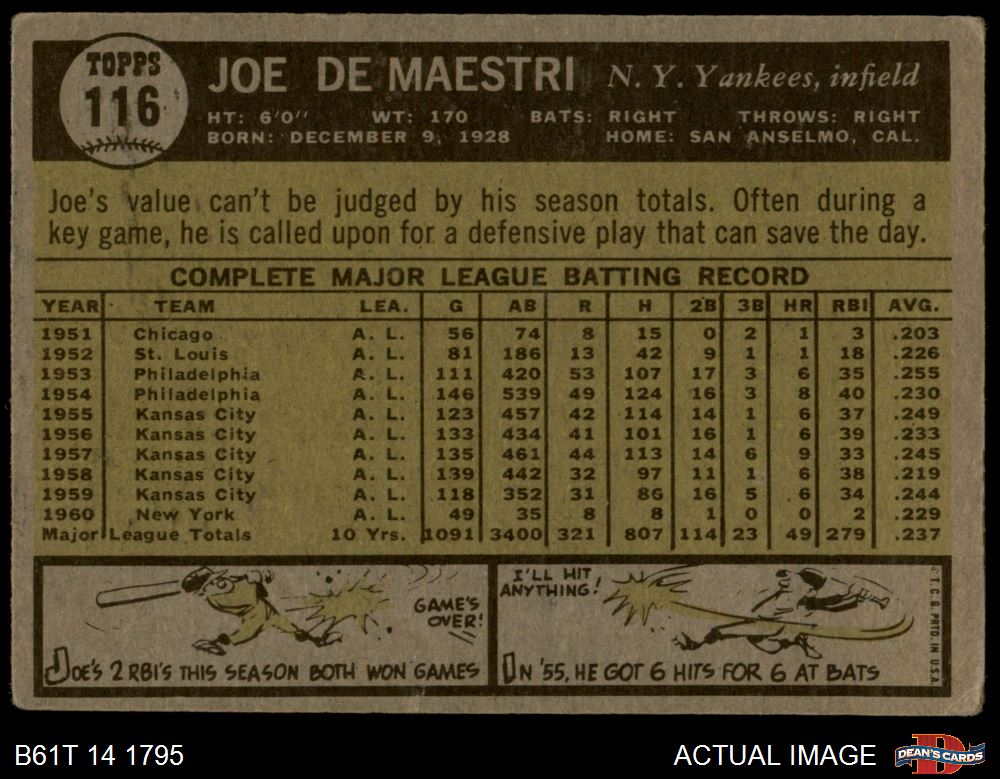 TOPPS
116
JOE DE MAESTRI N. Y. Yankees, infield
HT: 6'0" WT: 170 BATS: RIGHT THROWS: RIGHT
BORN: DECEMBER 9, 1928 HOME: SAN ANSELMO, CAL.
Joe's value can't be judged by his season totals. Often during a
key game, he is called upon for a defensive play that can save the day.
COMPLETE MAJOR LEAGUE BATTING RECORD
YEAR TEAM LEA. G AB R H 2B 3B HR RBI AVG.
1951 Chicago A. L. 56 74 8 15 0 2 1 3 .203
1952 St. Louis A. L. 81 186 13 42 9 1 1 18 .226
1953 Philadelphia A. L. 111 420 53 107 17 3 6 35 .255
1954 Philadelphia A. L. 146 539 49 124 16 3 8 40 .230
1955 Kansas City A. L. 123 457 42 114 14 1 6 37 .249
1956 Kansas City A. L. 133 434 41 101 16 1 6 39 .233
1957 Kansas City A. L. 135 461 44 113 14 6 9 33 .245
1958 Kansas City A. L. 139 442 32 97 11 1 6 38 .219
1959 Kansas City A. L. 118 352 31 86 16 5 6 34 .244
1960 New York A. L. 49 35 8 8 1 0 0 2 .229
Major League Totals 10 Yrs. 1091 3400 321 807 114 23 49 279 .237
GAME'S
OVER!
JOE'S 2 RBI'S THIS SEASON BOTH WON GAMES
I'LL HIT
ANYTHING!
IN '55, HE GOT 6 HITS FOR 6 AT BATS
© T. C. G. PRTD. IN U.S.A.
B61T 14 1795
ACTUAL IMAGE
D
DEAN'S CARDS